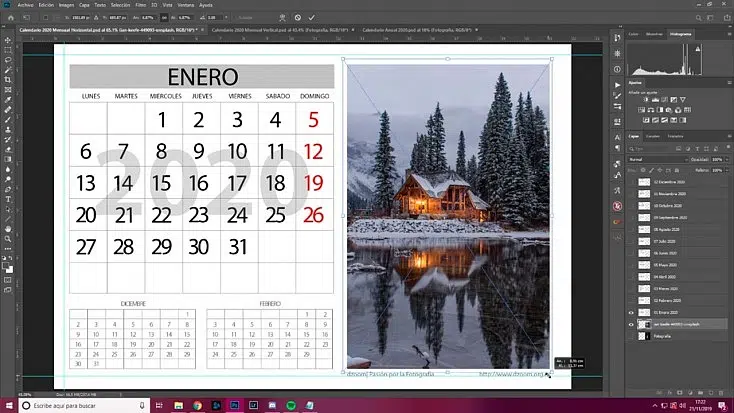 Archivo Edición Imagen Capa Texto Selección Filtro 3D Vista Ventana Ayuda
Calendario 2020 Mensual Horizontal.psd al 65,1% (ian-keefe-449093-unsplash, RGB/16*) *
Calendario 2020 Mensual Vertical.psd al 45,4% (Fotografía, RGB/8*)
Calendario Anual 2020.psd al 18% (Fotografía, RGB/8*)
Color Muestras Histograma
Ajustes
Añadir un ajuste
Capas Canales Trazados
Normal Opacidad: 100%
Relleno: 100%
12 Diciembre 2020
11 Noviembre 2020
10 Octubre 2020
09 Septiembre 2020
08 Agosto 2020
07 Julio 2020
06 Junio 2020
05 Mayo 2020
04 Abril 2020
03 Marzo 2020
02 Febrero 2020
01 Enero 2020
ian-keefe-449093-unsplash
Fotografía
ENERO
LUNES MARTES MIÉRCOLES JUEVES VIERNES SÁBADO DOMINGO
1 2 3 4 5
6 7 8 9 10 11 12
13 14 15 16 17 18 19
20 21 22 23 24 25 26
27 28 29 30 31
2020
DICIEMBRE
1
2 3 4 5 6 7 8
9 10 11 12 13 14 15
16 17 18 19 20 21 22
23 24 25 26 27 28 29
30 31
FEBRERO
1 2
3 4 5 6 7 8 9
10 11 12 13 14 15 16
17 18 19 20 21 22 23
24 25 26 27 28 29
dzoom | Pasión por la Fotografía
http://www.dzoom.org
Escribe aquí para buscar
17:22
21/11/2019